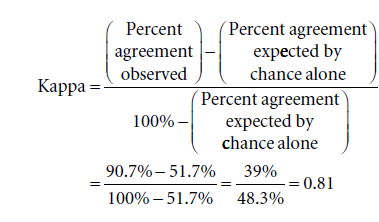 Percent
agreement
observed
−
Percent agreement
expected by
chance alone
Kappa =
100% −
Percent agreement
expected by
chance alone
= 90.7% − 51.7% / 100% − 51.7% = 39% / 48.3% = 0.81